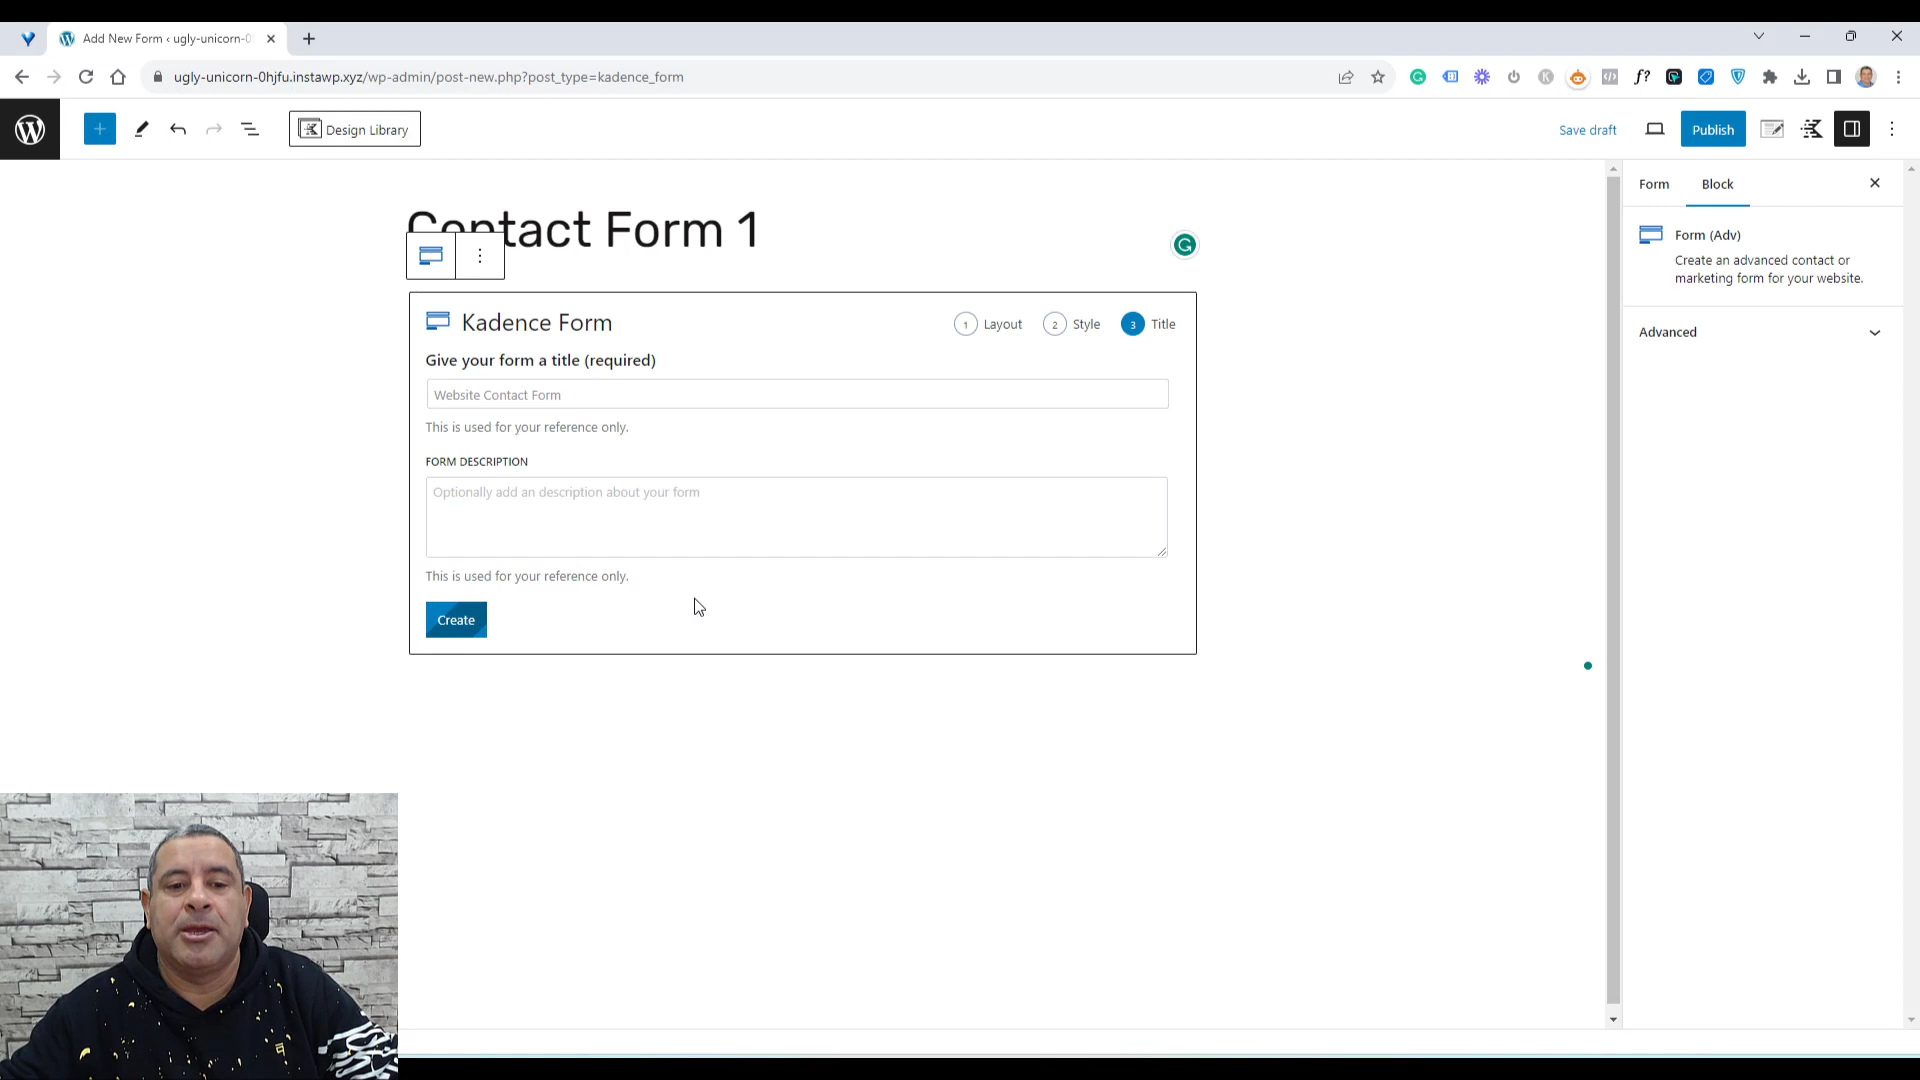 Add New Form ‹ ugly-unicorn-0
ugly-unicorn-0hjfu.instawp.xyz/wp-admin/post-new.php?post_type=kadence_form
Design Library
Save draft
Publish
Contact Form 1
Form
Block
Form (Adv)
Create an advanced contact or
marketing form for your website.
Advanced
Kadence Form
1 Layout
2 Style
3 Title
Give your form a title (required)
Website Contact Form
This is used for your reference only.
FORM DESCRIPTION
Optionally add an description about your form
This is used for your reference only.
Create